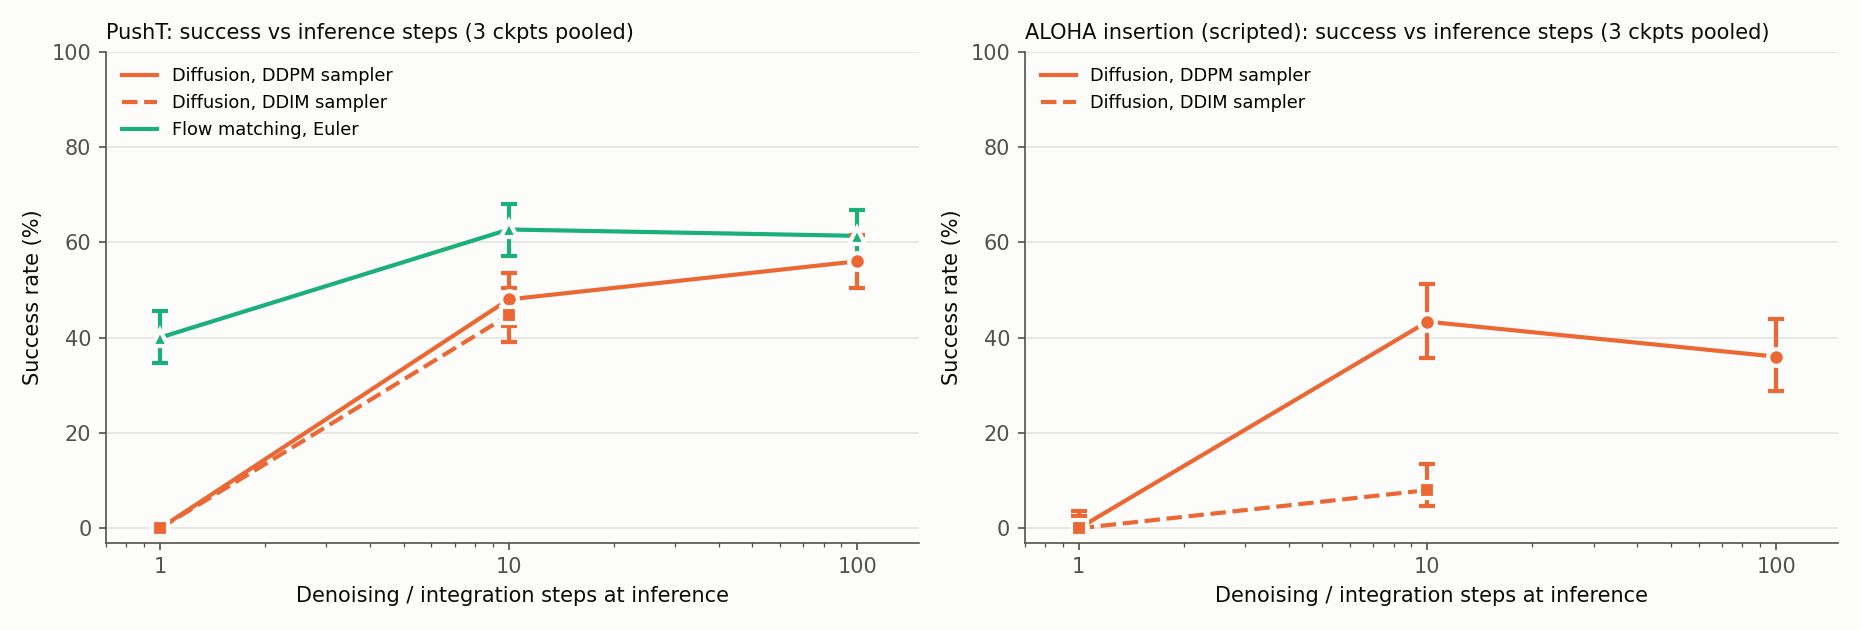 PushT: success vs inference steps (3 ckpts pooled)
100
80
60
40
20
0
Success rate (%)
Diffusion, DDPM sampler
Diffusion, DDIM sampler
Flow matching, Euler
1
10
100
Denoising / integration steps at inference
ALOHA insertion (scripted): success vs inference steps (3 ckpts pooled)
100
80
60
40
20
0
Success rate (%)
Diffusion, DDPM sampler
Diffusion, DDIM sampler
1
10
100
Denoising / integration steps at inference